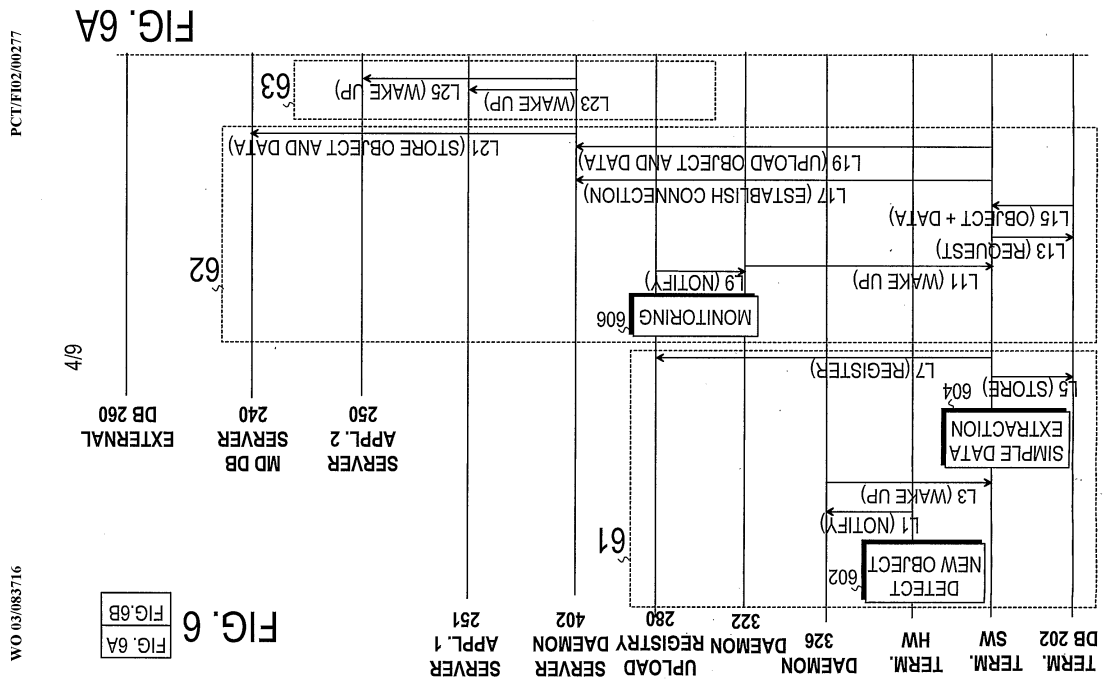 WO 03/083716
4/9
PCT/FI02/00277
FIG. 6
FIG. 6A
FIG.6B
TERM.
DB 202
TERM.
SW
TERM.
HW
DAEMON
326
DAEMON
322
UPLOAD
REGISTRY
280
SERVER
DAEMON
402
SERVER
APPL. 1
251
SERVER
APPL. 2
250
MD DB
SERVER
240
EXTERNAL
DB 260
DETECT
NEW OBJECT
602
61
L1 (NOTIFY)
L3 (WAKE UP)
SIMPLE DATA
EXTRACTION
604
L5 (STORE)
L7 (REGISTER)
MONITORING
606
62
L9 (NOTIFY)
L11 (WAKE UP)
L13 (REQUEST)
L15 (OBJECT + DATA)
L17 (ESTABLISH CONNECTION)
L19 (UPLOAD OBJECT AND DATA)
L21 (STORE OBJECT AND DATA)
L23 (WAKE UP)
L25 (WAKE UP)
63
FIG. 6A